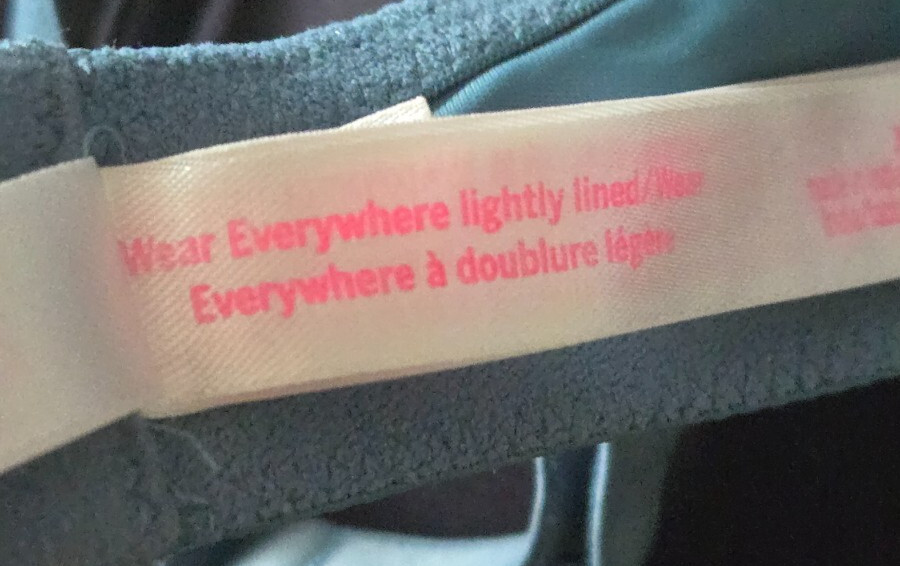 Wear Everywhere lightly lined/Wear
Everywhere à doublure légère